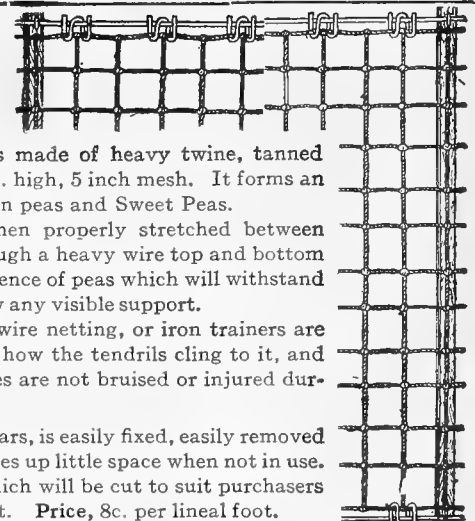 s made of heavy twine, tanned
. high, 5 inch mesh. It forms an
n peas and Sweet Peas.
hen properly stretched between
ugh a heavy wire top and bottom
ence of peas which will withstand
y any visible support.
wire netting, or iron trainers are
how the tendrils cling to it, and
es are not bruised or injured dur-
ars, is easily fixed, easily removed
es up little space when not in use.
hich will be cut to suit purchasers
t. Price, 8c. per lineal foot.